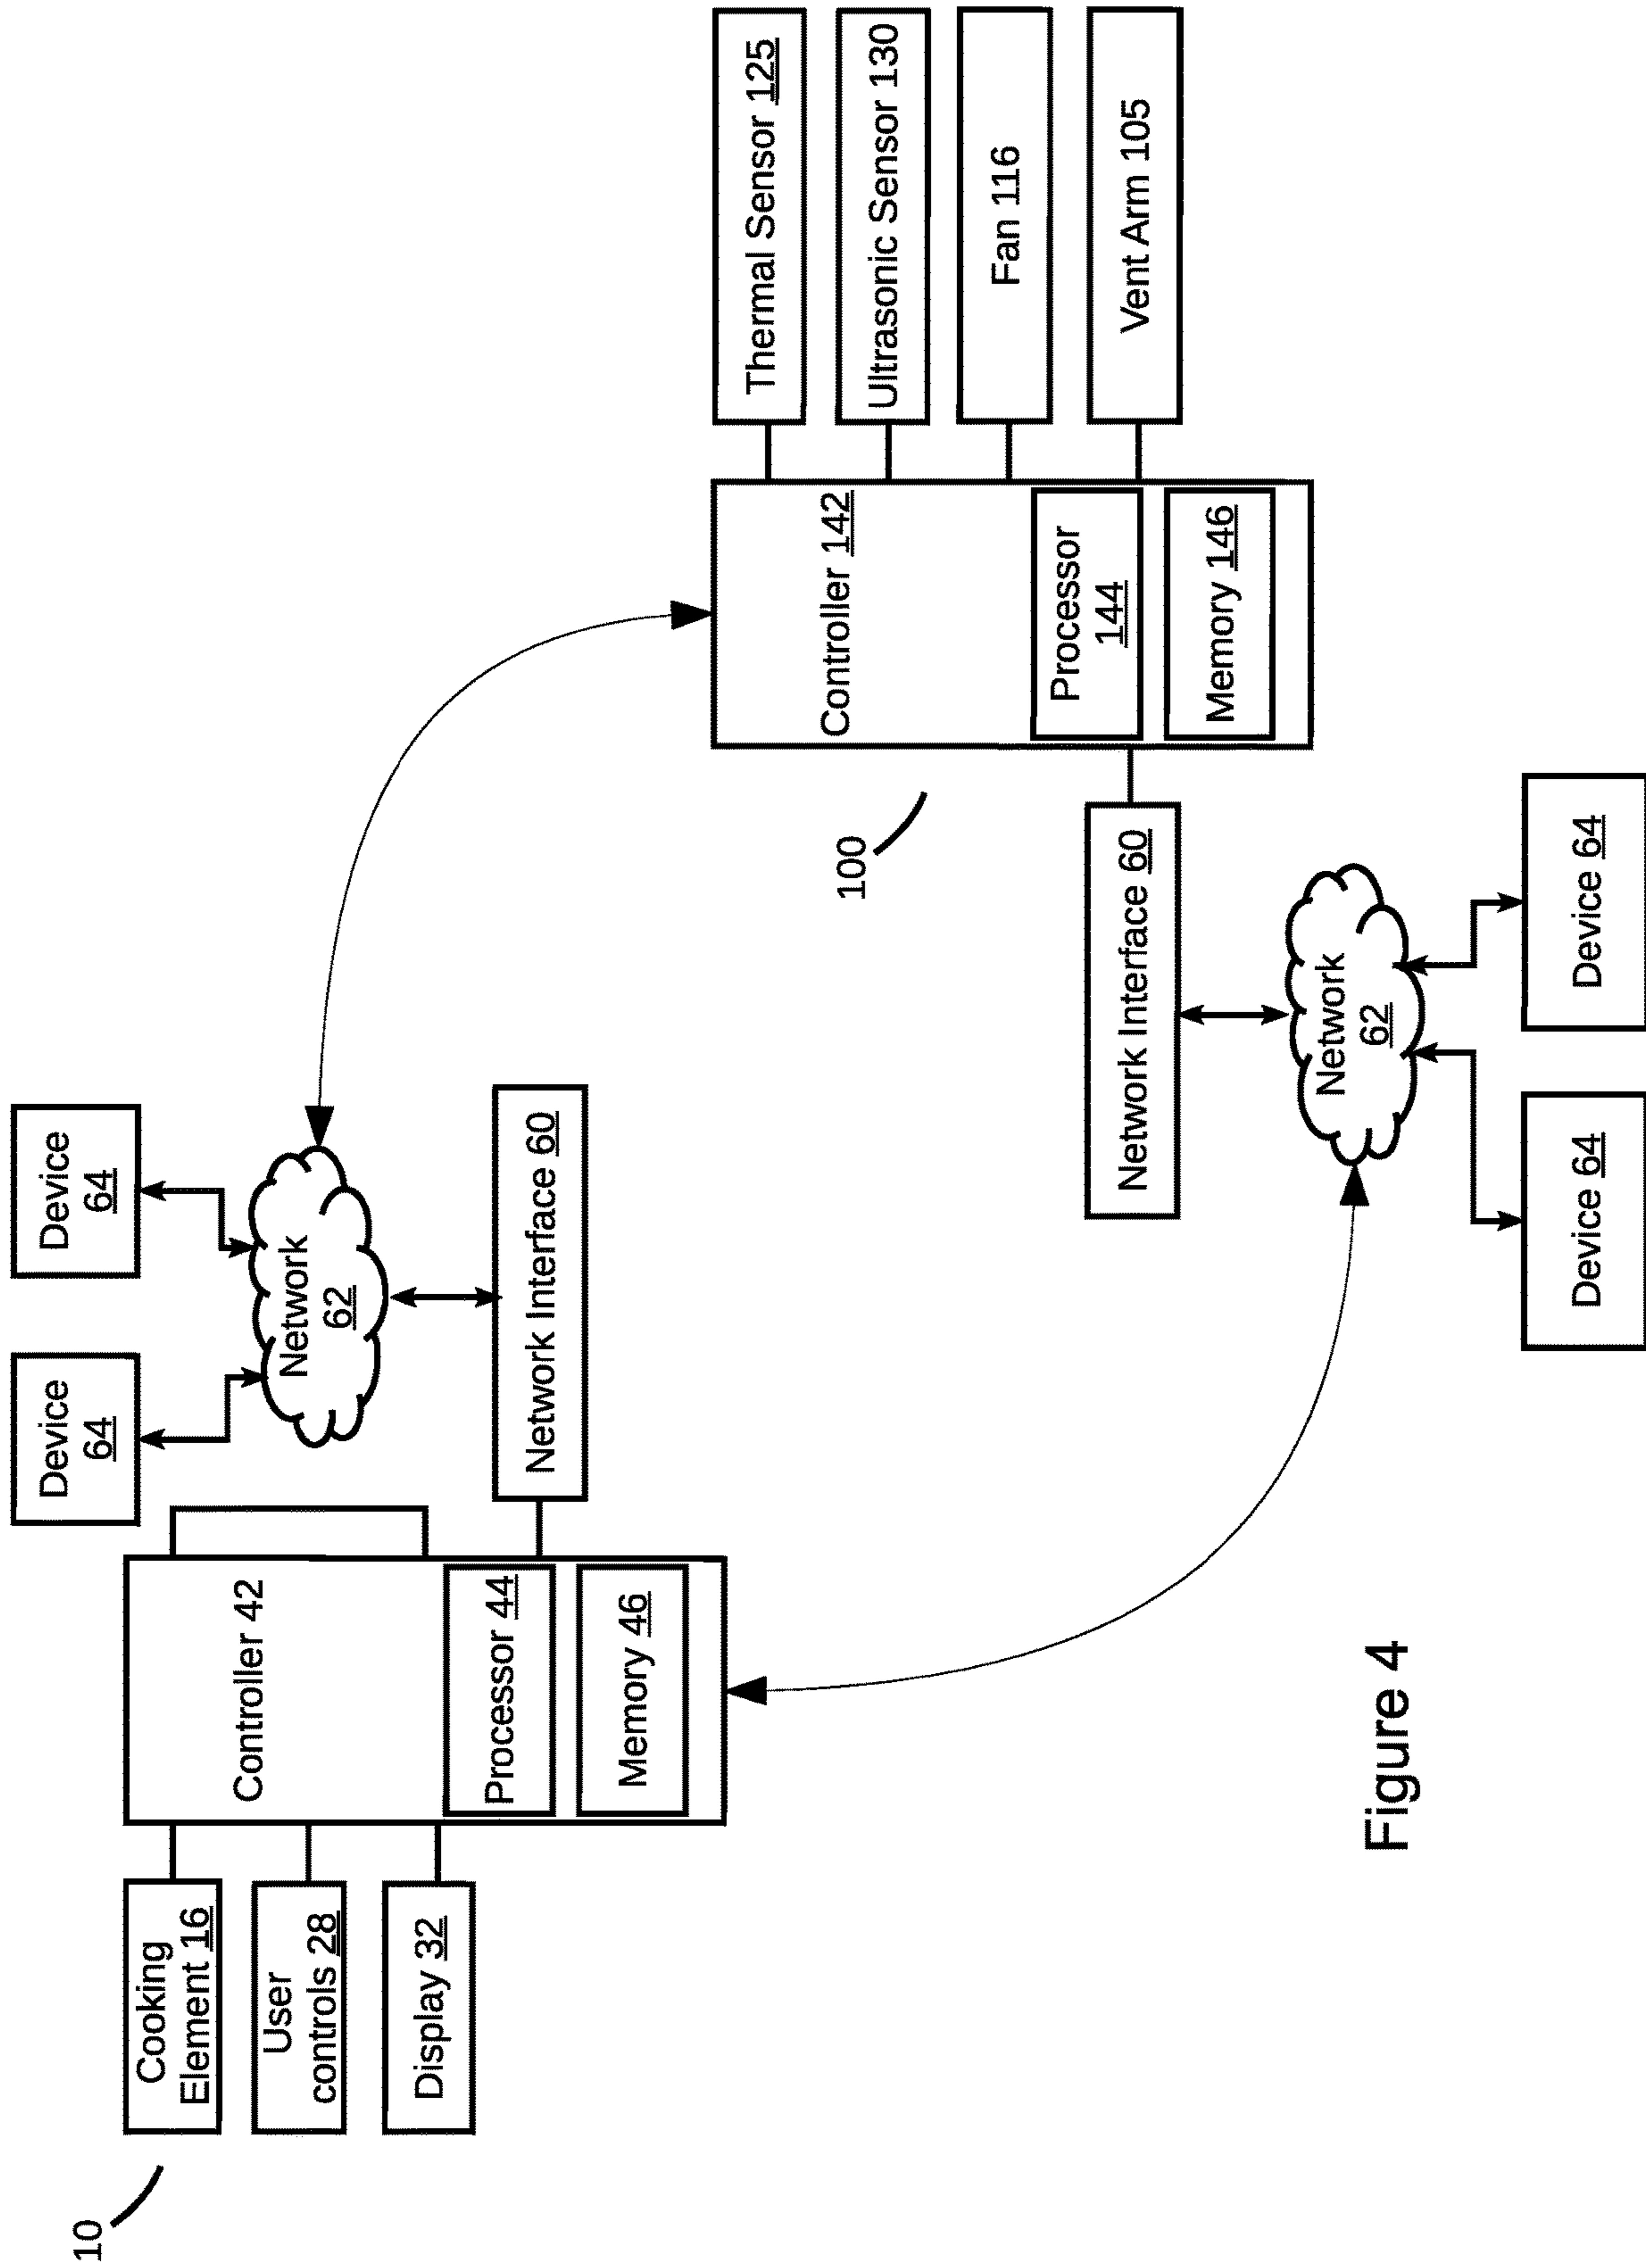 10
Cooking
Element 16
User
controls 28
Display 32
Controller 42
Processor 44
Memory 46
Device
64
Device
64
Network
62
Network Interface 60
100
Controller 142
Processor
144
Memory 146
Thermal Sensor 125
Ultrasonic Sensor 130
Fan 116
Vent Arm 105
Network Interface 60
Network
62
Device 64
Device 64
Figure 4